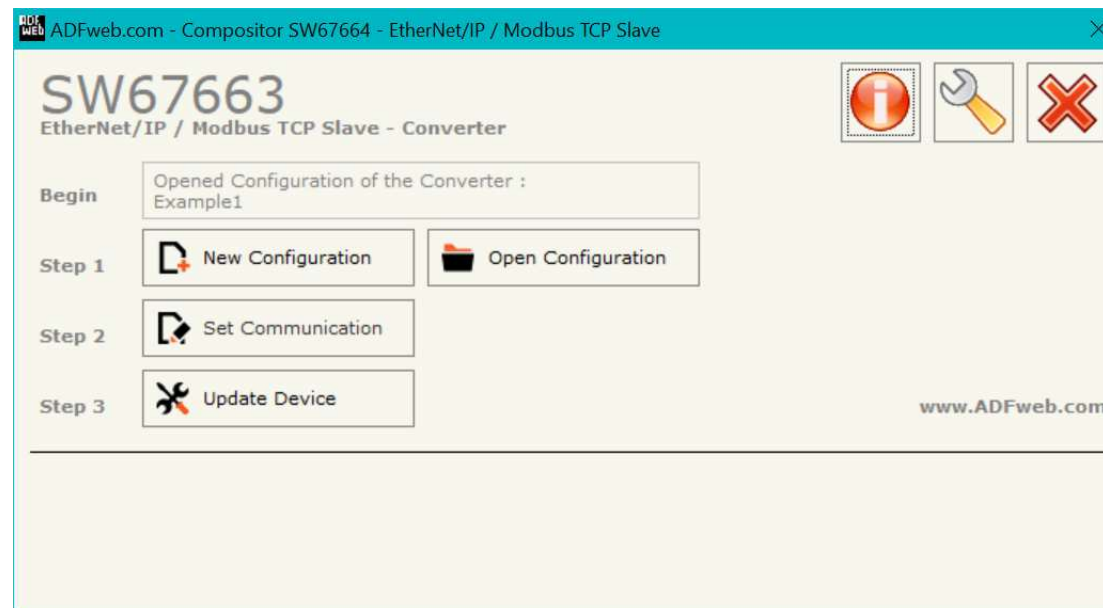 ADF
WEB ADFweb.com - Compositor SW67664 - EtherNet/IP / Modbus TCP Slave
SW67663
EtherNet/IP / Modbus TCP Slave - Converter
Begin
Opened Configuration of the Converter :
Example1
Step 1
New Configuration
Open Configuration
Step 2
Set Communication
Step 3
Update Device
www.ADFweb.com